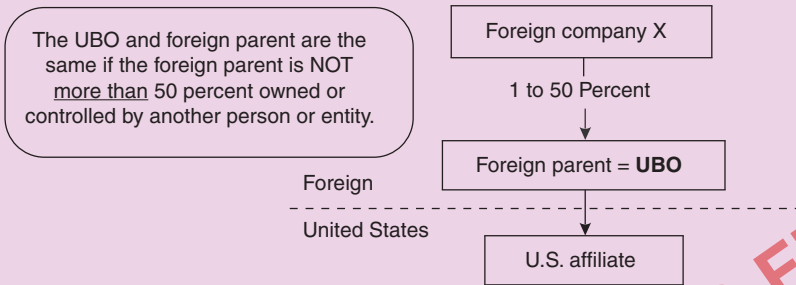 The UBO and foreign parent are the
same if the foreign parent is NOT
more than 50 percent owned or
controlled by another person or entity.
Foreign company X
1 to 50 Percent
Foreign parent = UBO
Foreign
United States
U.S. affiliate